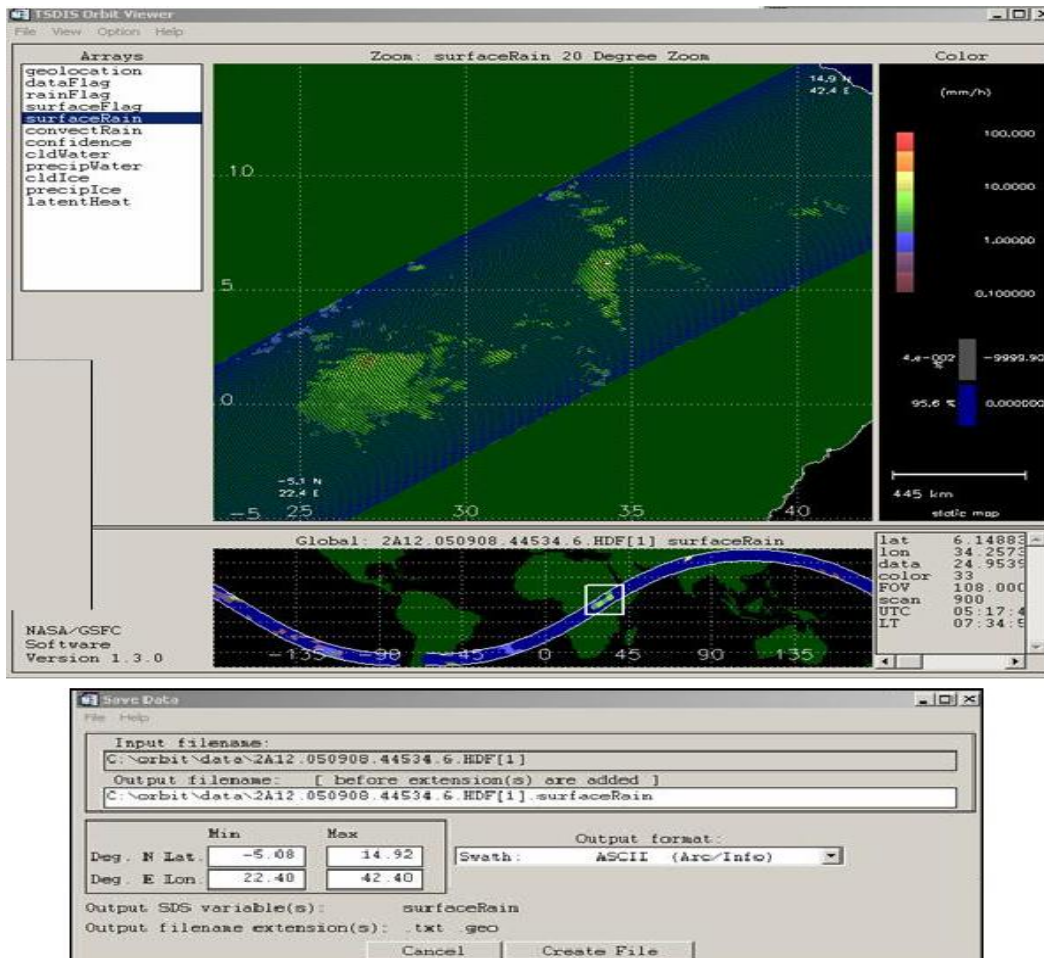 TSDIS Orbit Viewer
File View Option Help
Arrays
geolocation
dataFlag
rainFlag
surfaceFlag
surfaceRain
convectRain
confidence
cldWater
precipWater
cldIce
precipIce
latentHeat
Zoom: surfaceRain 20 Degree Zoom
14.9 N
42.4 E
10
5
0
-5.1 N
22.4 E
-5 25 30 35 40
Color
(mm/h)
100.000
10.0000
1.00000
0.100000
4.e-002 % -9999.90
95.6 % 0.000000
445 km
static map
Global: 2A12.050908.44534.6.HDF[1] surfaceRain
-135 -90 -45 0 45 90 135
NASA/GSFC
Software
Version 1.3.0
lat 6.14883
lon 34.2573
data 24.9539
color 33
FOV 108.000
scan 900
UTC 05:17:4
LT 07:34:5
Save Data
File Help
Input filename:
C:\orbit\data\2A12.050908.44534.6.HDF[1]
Output filename: [ before extension(s) are added ]
C:\orbit\data\2A12.050908.44534.6.HDF[1].surfaceRain
Min Max
Deg. N Lat. -5.08 14.92
Deg. E Lon. 22.40 42.40
Output format:
Swath: ASCII (Arc/Info)
Output SDS variable(s): surfaceRain
Output filename extension(s): .txt .geo
Cancel Create File